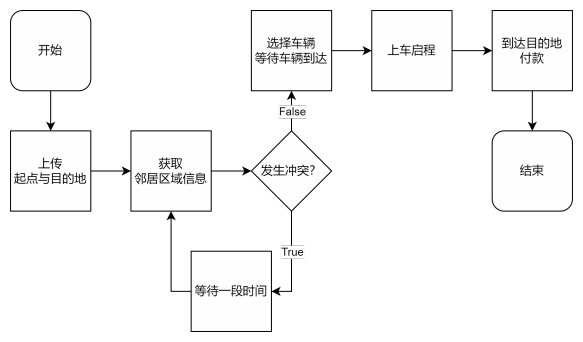 开始
上传
起点与目的地
获取
邻居区域信息
发生冲突?
True
等待一段时间
False
选择车辆
等待车辆到达
上车启程
到达目的地
付款
结束